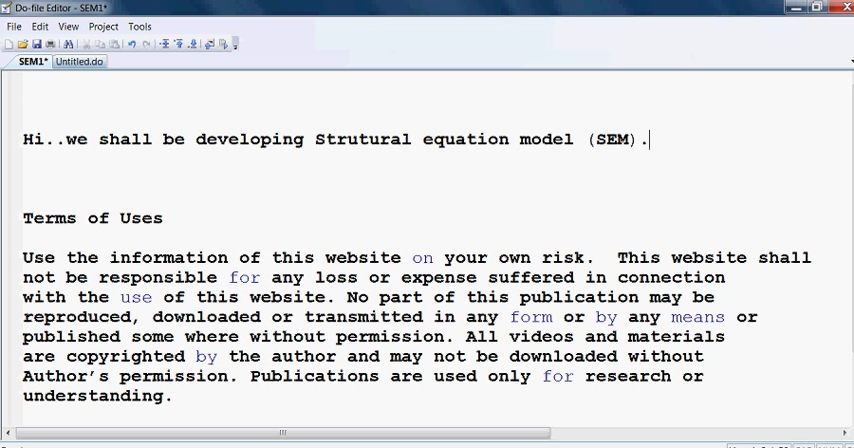 Do-file Editor - SEM1*
File Edit View Project Tools
SEM1* Untitled.do
Hi..we shall be developing Strutural equation model (SEM).
Terms of Uses
Use the information of this website on your own risk.  This website shall
not be responsible for any loss or expense suffered in connection
with the use of this website. No part of this publication may be
reproduced, downloaded or transmitted in any form or by any means or
published some where without permission. All videos and materials
are copyrighted by the author and may not be downloaded without
Author's permission. Publications are used only for research or
understanding.